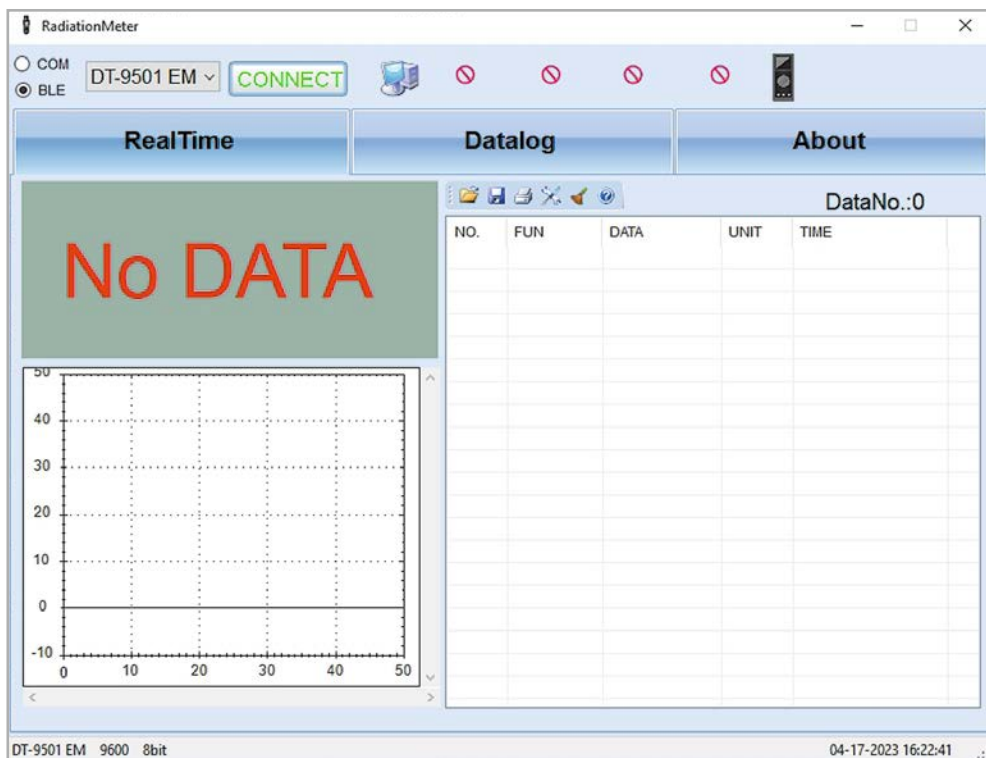 RadiationMeter
COM
BLE
DT-9501 EM
CONNECT
RealTime
Datalog
About
No DATA
DataNo.:0
NO. FUN DATA UNIT TIME
50
40
30
20
10
0
-10
0 10 20 30 40 50
DT-9501 EM 9600 8bit
04-17-2023 16:22:41